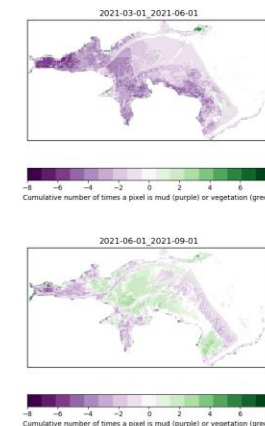 2021-03-01_2021-06-01
−8 −6 −4 −2 0 2 4 6
Cumulative number of times a pixel is mud (purple) or vegetation (gree
2021-06-01_2021-09-01
−8 −6 −4 −2 0 2 4 6
Cumulative number of times a pixel is mud (purple) or vegetation (gree